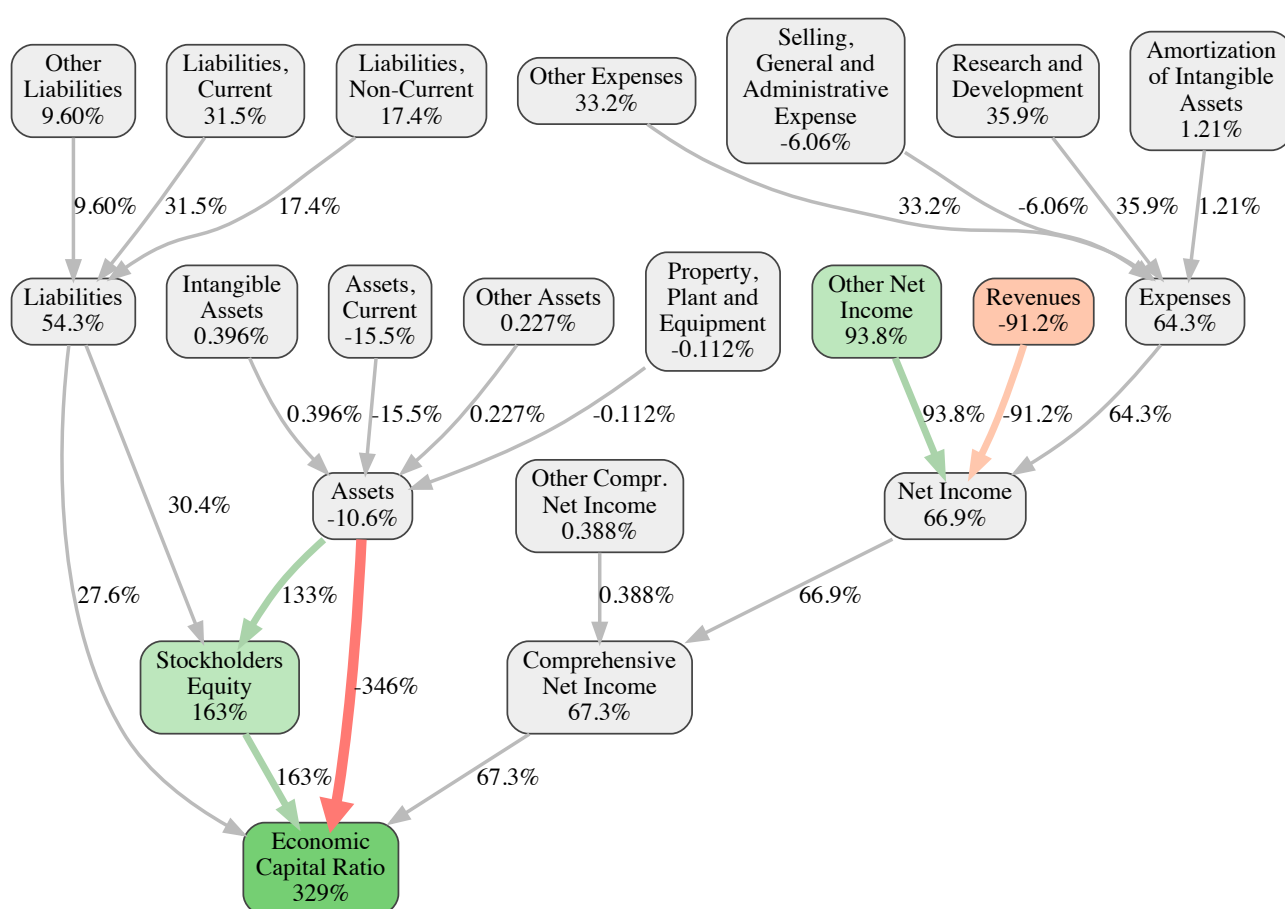 Other
Liabilities
9.60%
Liabilities,
Current
31.5%
Liabilities,
Non-Current
17.4%
Other Expenses
33.2%
Selling,
General and
Administrative
Expense
-6.06%
Research and
Development
35.9%
Amortization
of Intangible
Assets
1.21%
9.60%
31.5%
17.4%
33.2%
-6.06%
35.9%
1.21%
Liabilities
54.3%
Intangible
Assets
0.396%
Assets,
Current
-15.5%
Other Assets
0.227%
Property,
Plant and
Equipment
-0.112%
Other Net
Income
93.8%
Revenues
-91.2%
Expenses
64.3%
0.396%
-15.5%
0.227%
-0.112%
93.8%
-91.2%
64.3%
30.4%
Assets
-10.6%
Other Compr.
Net Income
0.388%
Net Income
66.9%
27.6%
133%
0.388%
66.9%
Stockholders
Equity
163%
-346%
Comprehensive
Net Income
67.3%
163%
67.3%
Economic
Capital Ratio
329%